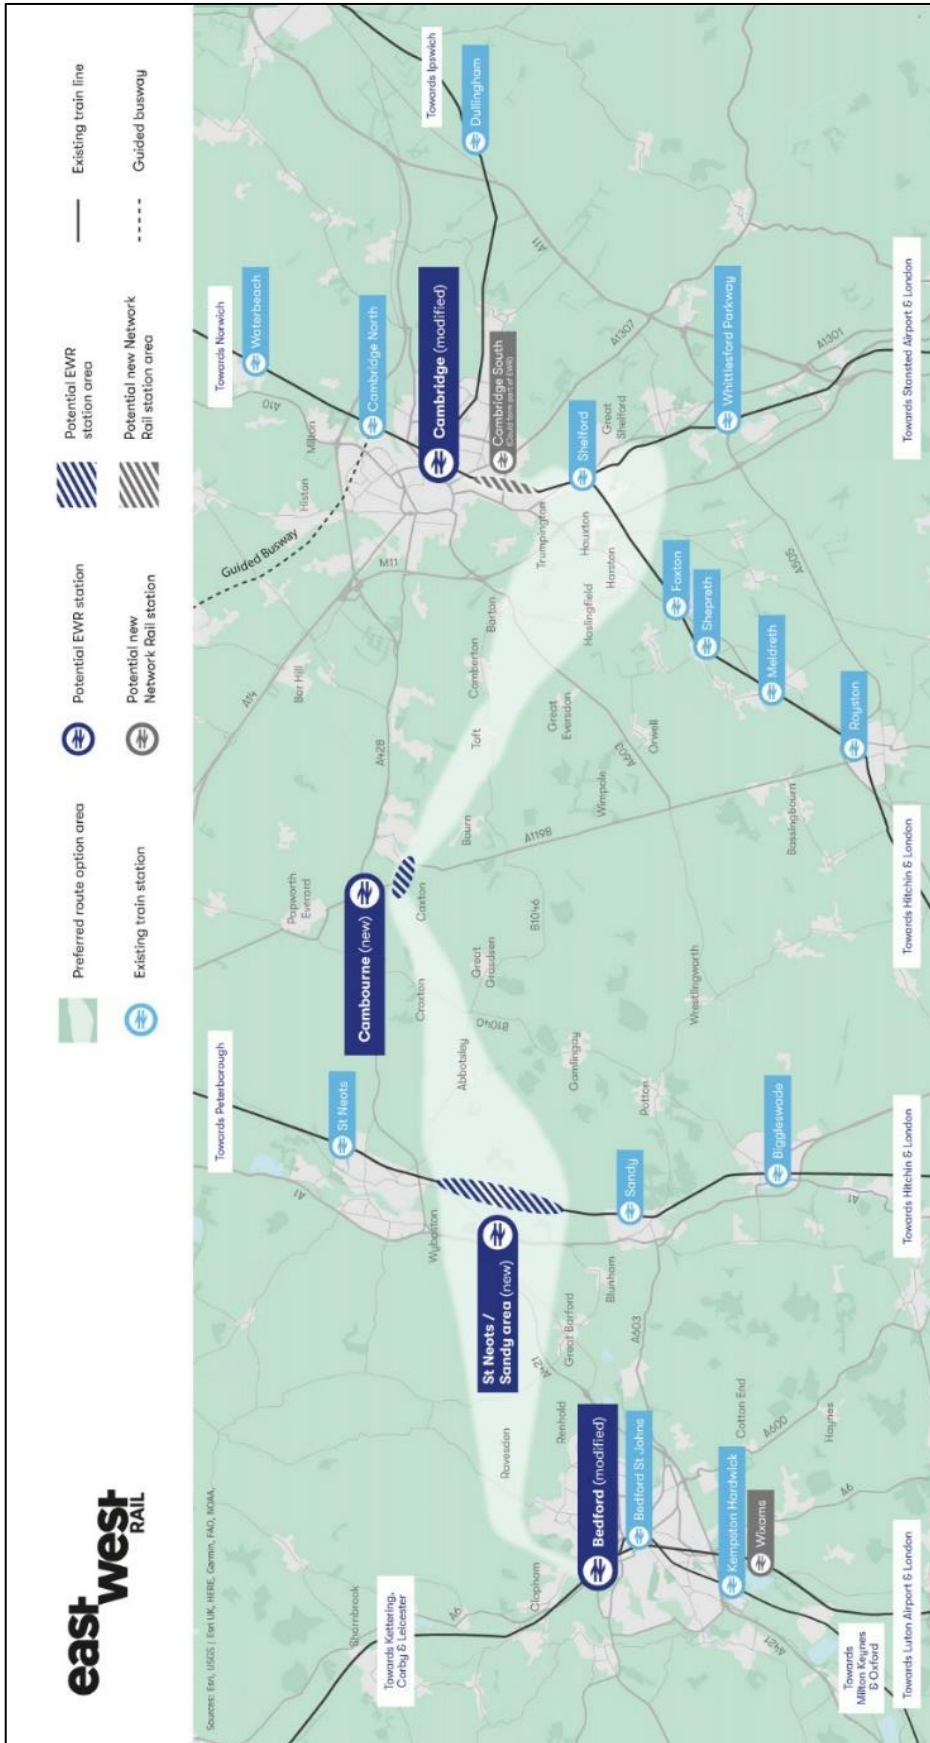 east
west
RAIL
Sources: Esri, USGS | Esri UK, HERE, Garmin, FAO, NOAA,
Preferred route option area
Existing train station
Potential EWR station
Potential new
Network Rail station
Potential EWR
station area
Potential new Network
Rail station area
Existing train line
Guided busway
Towards Kettering,
Corby & Leicester
Sharnbrook
A6
Clapham
Ravensden
Renhold
Bedford (modified)
Bedford St Johns
Kempston Hardwick
Wixams
A421
Towards
Milton Keynes
& Oxford
Towards Luton Airport & London
Cotton End
A600
Haynes
A6
A603
A421
Great Barford
Blunham
St Neots /
Sandy area (new)
Wyboston
A1
St Neots
Towards Peterborough
Sandy
Biggleswade
A1
Towards Hitchin & London
Potton
Gamlingay
Abbotsley
B1040
Croxton
Great
Gransden
Wrestlingworth
B1046
Cambourne (new)
Papworth
Everard
Caxton
Bourn
A1198
A428
Bar Hill
A14
Toft
Comberton
Barton
Great
Eversden
Wimpole
A603
Orwell
Bassingbourn
Royston
Towards Hitchin & London
Meldreth
Shepreth
Foxton
A505
Haslingfield
Harston
Hauxton
Trumpington
M11
Guided Busway
Histon
Milton
A10
Towards Norwich
Waterbeach
Cambridge North
Cambridge (modified)
Cambridge South
(Could form part of EWR)
Shelford
Great
Shelford
Whittlesford Parkway
A1307
A1301
A11
Towards Stansted Airport & London
Dullingham
Towards Ipswich